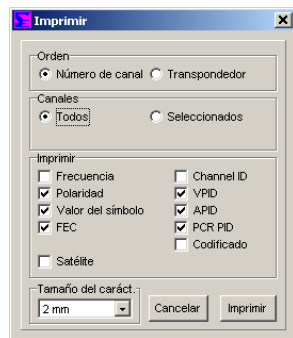 Imprimir
Orden
Número de canal Transpondedor
Canales
Todos Seleccionados
Imprimir
Frecuencia Channel ID
Polaridad VPID
Valor del símbolo APID
FEC PCR PID
Codificado
Satélite
Tamaño del caráct.
2 mm Cancelar Imprimir